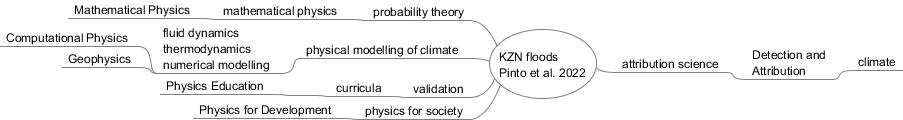 Mathematical Physics
mathematical physics
probability theory
Computational Physics
Geophysics
fluid dynamics
thermodynamics
numerical modelling
physical modelling of climate
Physics Education
curricula
validation
Physics for Development
physics for society
KZN floods
Pinto et al. 2022
attribution science
Detection and
Attribution
climate